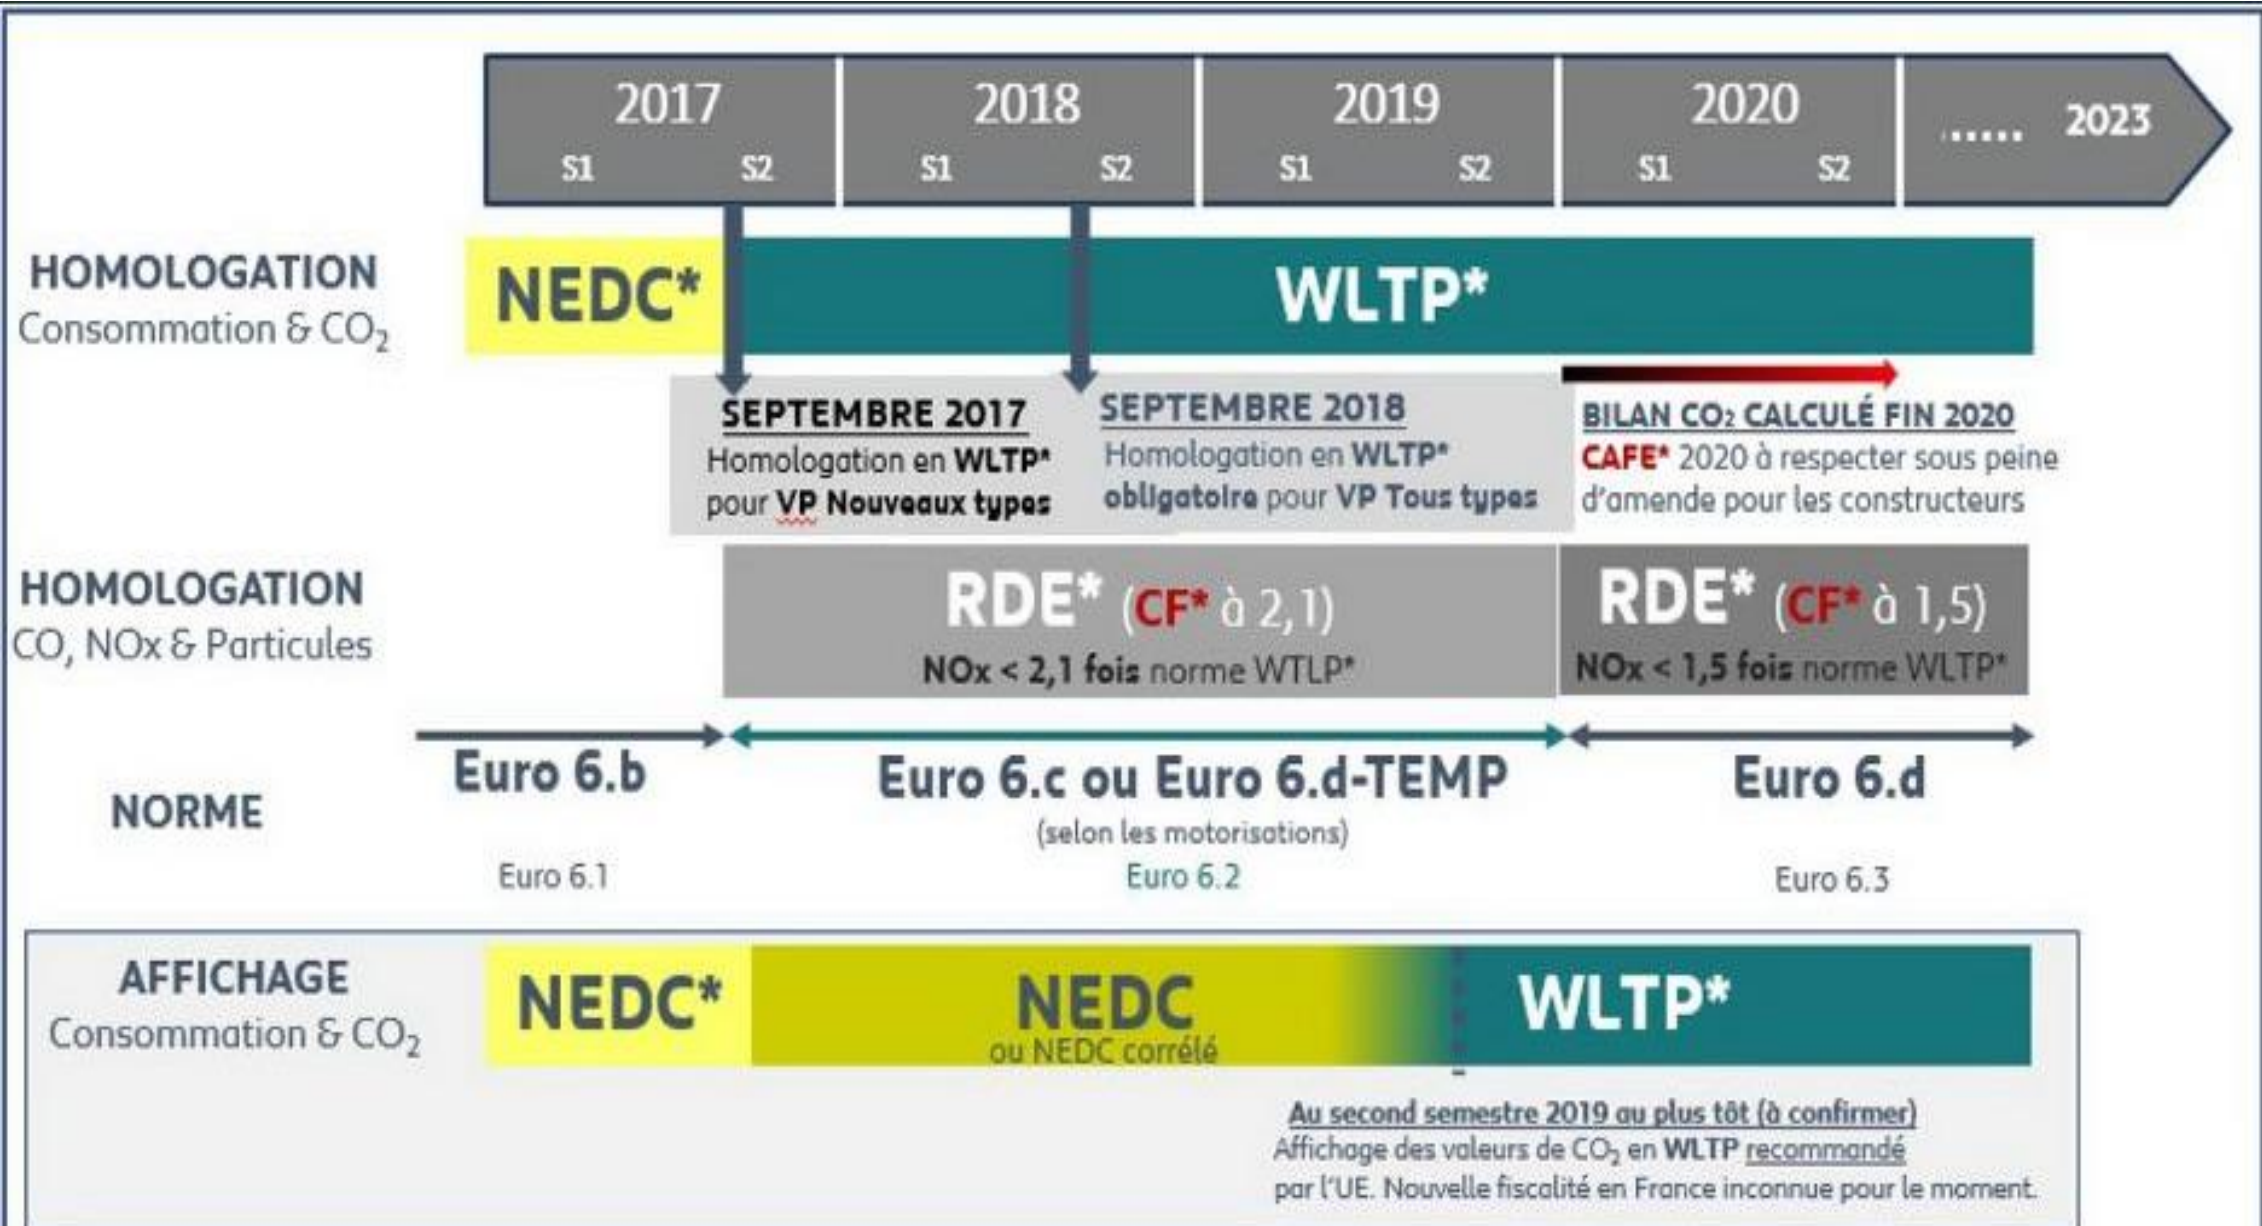 2017
2018
2019
2020
...... 2023
S1 S2 S1 S2 S1 S2 S1 S2
HOMOLOGATION
Consommation & CO₂
NEDC*
WLTP*
SEPTEMBRE 2017
Homologation en WLTP*
pour VP Nouveaux types
SEPTEMBRE 2018
Homologation en WLTP*
obligatoire pour VP Tous types
BILAN CO₂ CALCULÉ FIN 2020
CAFE* 2020 à respecter sous peine
d'amende pour les constructeurs
HOMOLOGATION
CO, NOx & Particules
RDE* (CF* à 2,1)
NOx < 2,1 fois norme WTLP*
RDE* (CF* à 1,5)
NOx < 1,5 fois norme WLTP*
NORME
Euro 6.b
Euro 6.c ou Euro 6.d-TEMP
(selon les motorisations)
Euro 6.d
Euro 6.1
Euro 6.2
Euro 6.3
AFFICHAGE
Consommation & CO₂
NEDC*
NEDC
ou NEDC corrélé
WLTP*
Au second semestre 2019 au plus tôt (à confirmer)
Affichage des valeurs de CO₂ en WLTP recommandé
par l'UE. Nouvelle fiscalité en France inconnue pour le moment.